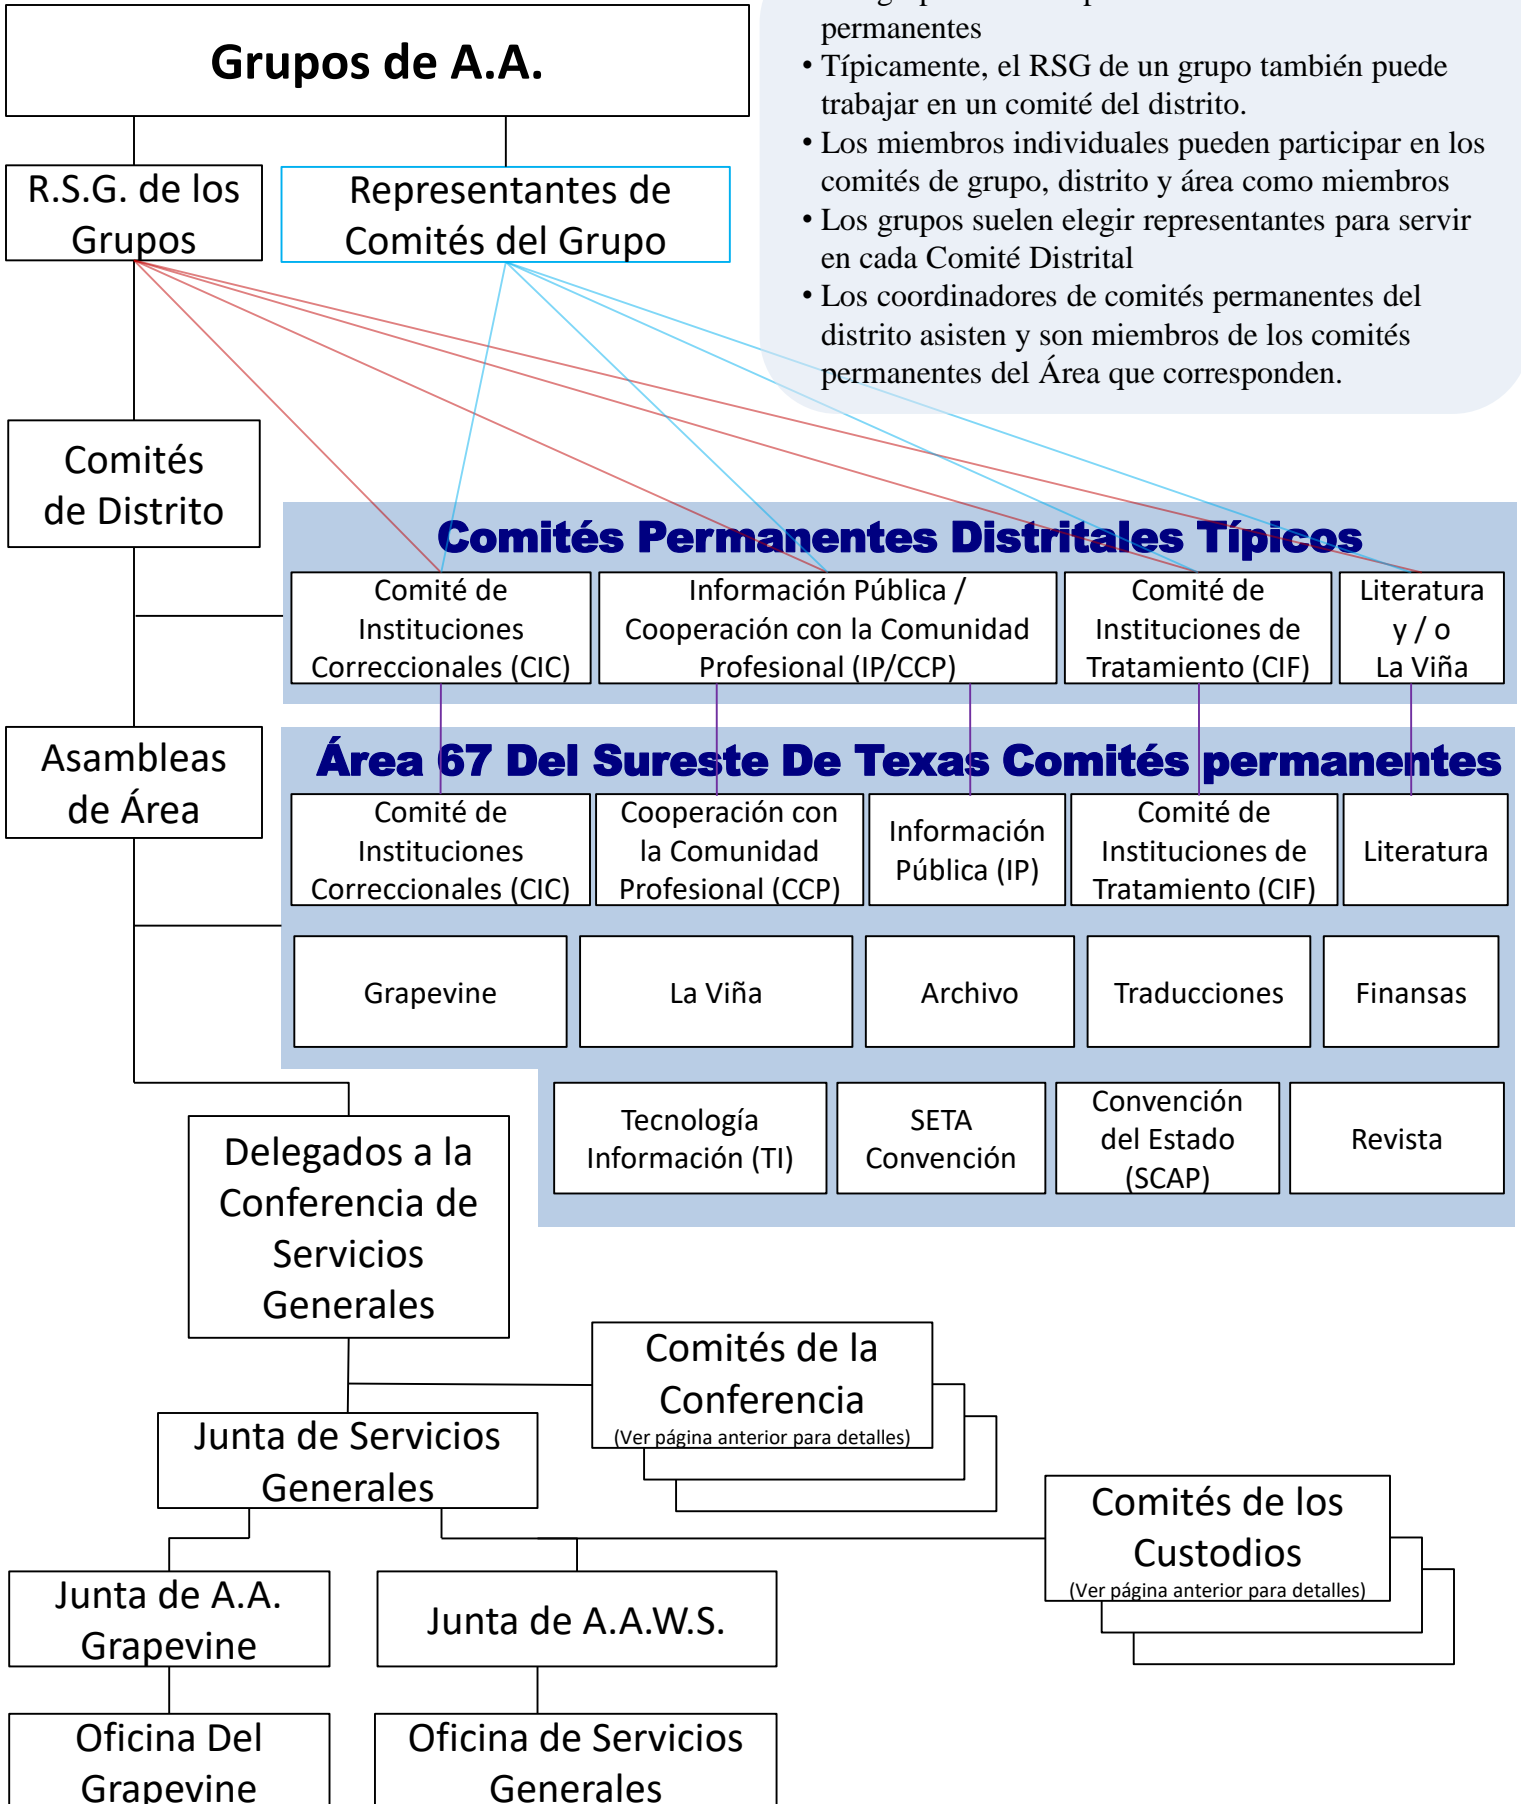 Grupos de A.A.
permanentes
• Típicamente, el RSG de un grupo también puede
trabajar en un comité del distrito.
• Los miembros individuales pueden participar en los
comités de grupo, distrito y área como miembros
• Los grupos suelen elegir representantes para servir
en cada Comité Distrital
• Los coordinadores de comités permanentes del
distrito asisten y son miembros de los comités
permanentes del Área que corresponden.
R.S.G. de los
Grupos
Representantes de
Comités del Grupo
Comités
de Distrito
Comités Permanentes Distritales Típicos
Comité de
Instituciones
Correccionales (CIC)
Información Pública /
Cooperación con la Comunidad
Profesional (IP/CCP)
Comité de
Instituciones de
Tratamiento (CIF)
Literatura
y / o
La Viña
Asambleas
de Área
Área 67 Del Sureste De Texas Comités permanentes
Comité de
Instituciones
Correccionales (CIC)
Cooperación con
la Comunidad
Profesional (CCP)
Información
Pública (IP)
Comité de
Instituciones de
Tratamiento (CIF)
Literatura
Grapevine
La Viña
Archivo
Traducciones
Finansas
Tecnología
Información (TI)
SETA
Convención
Convención
del Estado
(SCAP)
Revista
Delegados a la
Conferencia de
Servicios
Generales
Comités de la
Conferencia
(Ver página anterior para detalles)
Junta de Servicios
Generales
Comités de los
Custodios
(Ver página anterior para detalles)
Junta de A.A.
Grapevine
Junta de A.A.W.S.
Oficina Del
Grapevine
Oficina de Servicios
Generales